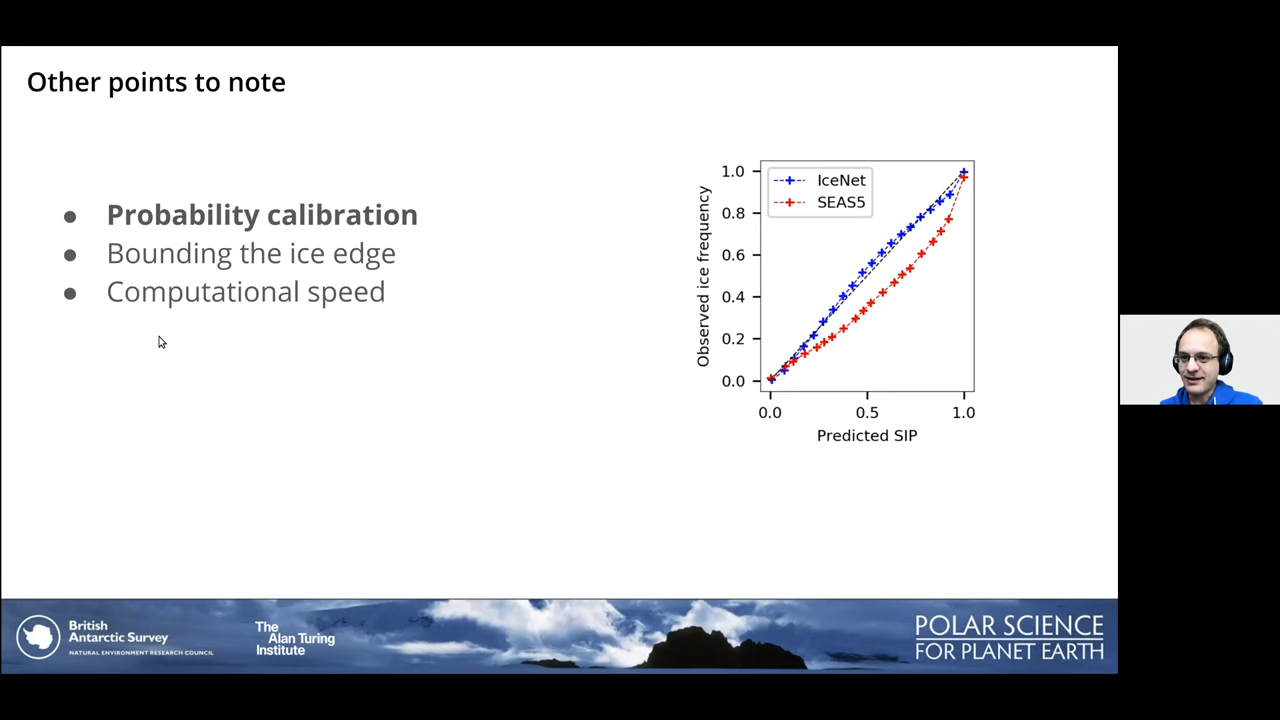 Other points to note
● Probability calibration
● Bounding the ice edge
● Computational speed
IceNet
SEAS5
Observed ice frequency
1.0
0.8
0.6
0.4
0.2
0.0
0.0 0.5 1.0
Predicted SIP
British
Antarctic Survey
NATURAL ENVIRONMENT RESEARCH COUNCIL
The
Alan Turing
Institute
POLAR SCIENCE
FOR PLANET EARTH